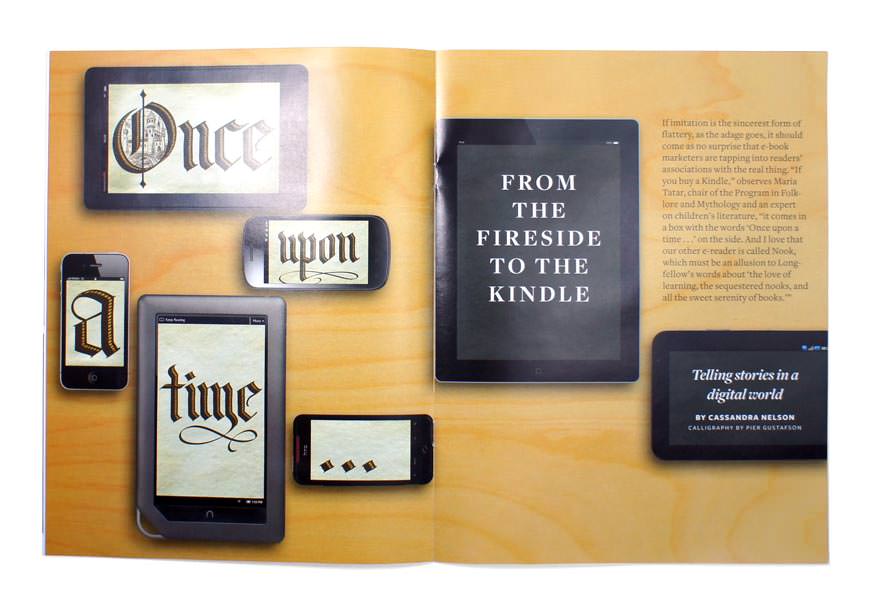 Once
upon
a
time
...
FROM
THE
FIRESIDE
TO THE
KINDLE
If imitation is the sincerest form of
flattery, as the adage goes, it should
come as no surprise that e-book
marketers are tapping into readers’
associations with the real thing. “If
you buy a Kindle,” observes Maria
Tatar, chair of the Program in Folk-
lore and Mythology and an expert
on children’s literature, “it comes in
a box with the words ‘Once upon a
time . . .’ on the side. And I love that
our other e-reader is called Nook,
which must be an allusion to Long-
fellow’s words about ‘the love of
learning, the sequestered nooks, and
all the sweet serenity of books.’”
Telling stories in a
digital world
BY CASSANDRA NELSON
CALLIGRAPHY BY PIER GUSTAFSON